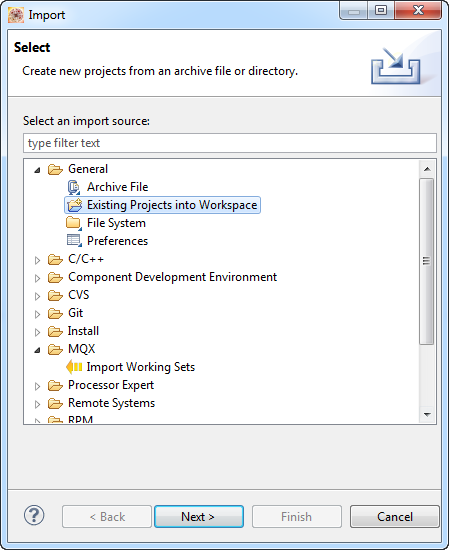 Import
Select
Create new projects from an archive file or directory.
Select an import source:
type filter text
General
Archive File
Existing Projects into Workspace
File System
Preferences
C/C++
Component Development Environment
CVS
Git
Install
MQX
Import Working Sets
Processor Expert
Remote Systems
RPM
?
< Back
Next >
Finish
Cancel